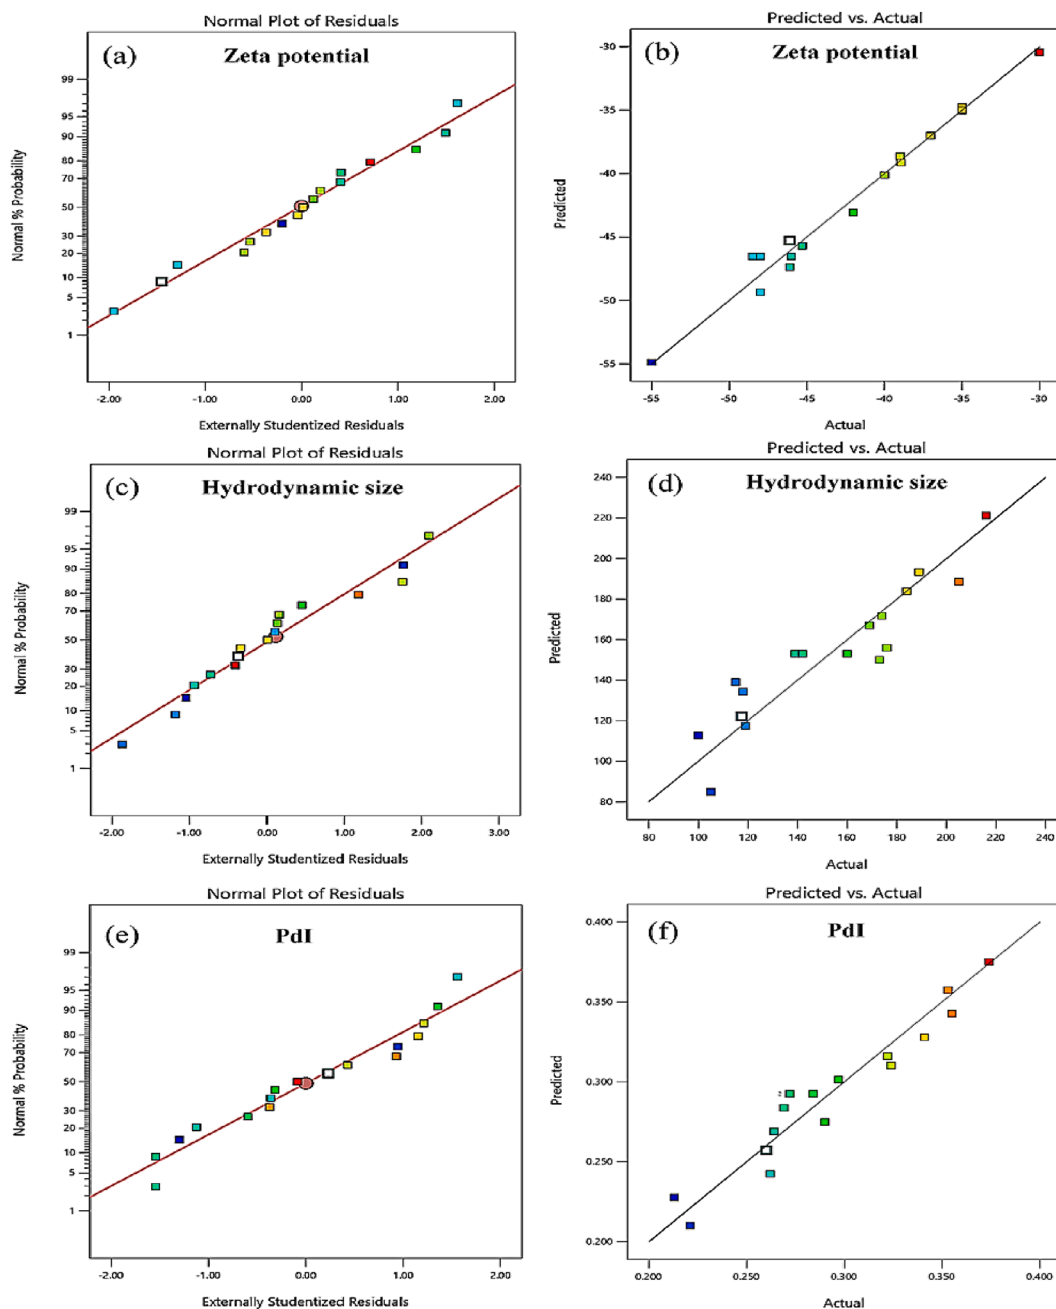 Normal Plot of Residuals
(a)
Zeta potential
Normal % Probability
99
95
90
80
70
50
30
20
10
5
1
-2.00 -1.00 0.00 1.00 2.00
Externally Studentized Residuals
Predicted vs. Actual
(b)
Zeta potential
Predicted
-30
-35
-40
-45
-50
-55
-55 -50 -45 -40 -35 -30
Actual
Normal Plot of Residuals
(c)
Hydrodynamic size
Normal % Probability
99
95
90
80
70
50
30
20
10
5
1
-2.00 -1.00 0.00 1.00 2.00 3.00
Externally Studentized Residuals
Predicted vs. Actual
(d)
Hydrodynamic size
Predicted
240
220
200
180
160
140
120
100
80
80 100 120 140 160 180 200 220 240
Actual
Normal Plot of Residuals
(e)
PdI
Normal % Probability
99
95
90
80
70
50
30
20
10
5
1
-2.00 -1.00 0.00 1.00 2.00
Externally Studentized Residuals
Predicted vs. Actual
(f)
PdI
Predicted
0.400
0.350
0.300
2
0.250
0.200
0.200 0.250 0.300 0.350 0.400
Actual